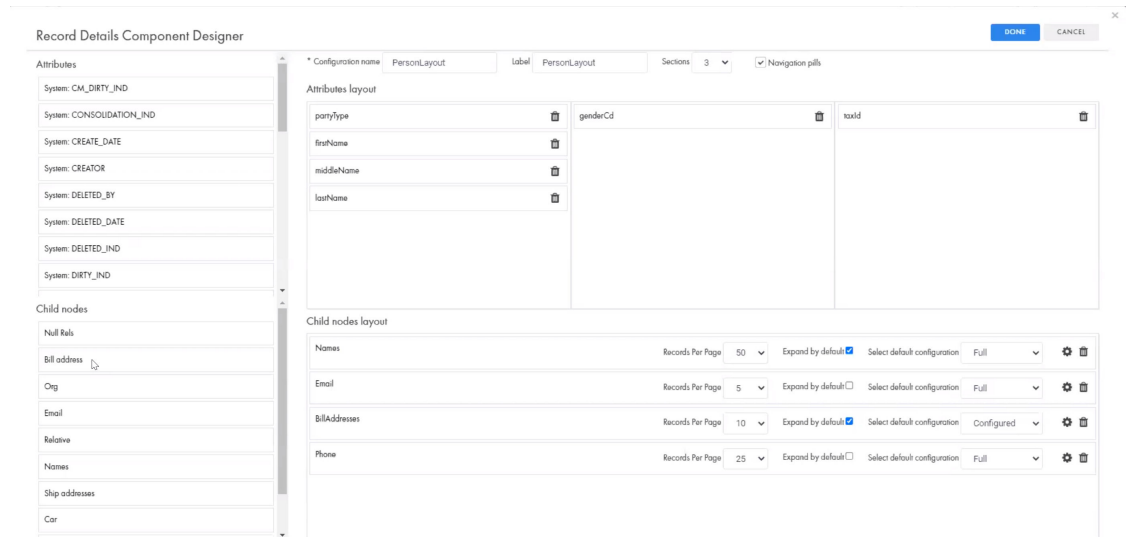 Record Details Component Designer
DONE
CANCEL
Attributes
System: CM_DIRTY_IND
System: CONSOLIDATION_IND
System: CREATE_DATE
System: CREATOR
System: DELETED_BY
System: DELETED_DATE
System: DELETED_IND
System: DIRTY_IND
Child nodes
Null Rels
Bill address
Org
Email
Relative
Names
Ship addresses
Car
* Configuration name PersonLayout Label PersonLayout Sections 3 Navigation pills
Attributes layout
partyType genderCd taxId
firstName
middleName
lastName
Child nodes layout
Names Records Per Page 50 Expand by default Select default configuration Full
Email Records Per Page 5 Expand by default Select default configuration Full
BillAddresses Records Per Page 10 Expand by default Select default configuration Configured
Phone Records Per Page 25 Expand by default Select default configuration Full